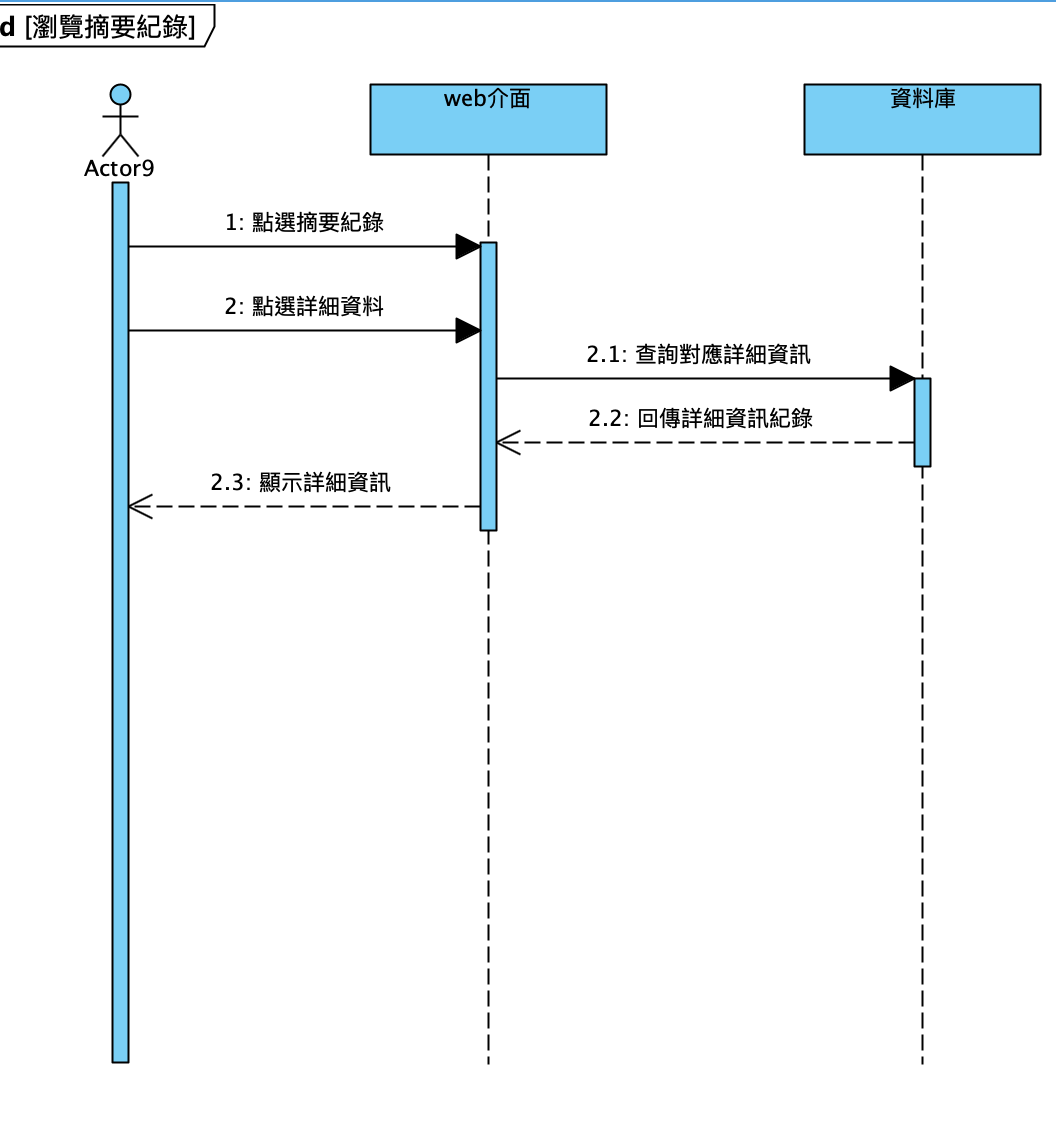 d [瀏覽摘要紀錄]
web介面
資料庫
Actor9
1: 點選摘要紀錄
2: 點選詳細資料
2.1: 查詢對應詳細資訊
2.2: 回傳詳細資訊紀錄
2.3: 顯示詳細資訊